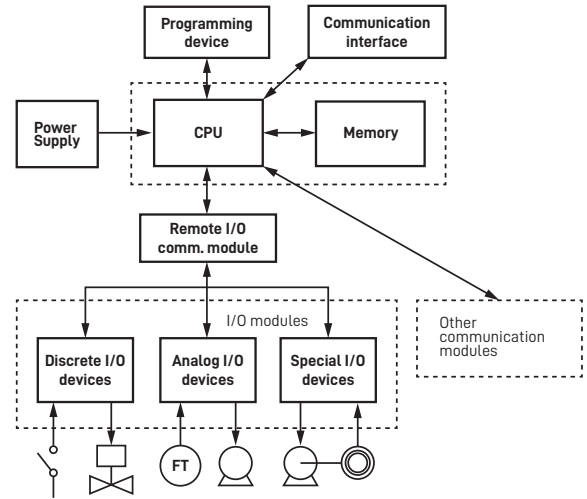 Programming
device
Communication
interface
Power
Supply
CPU
Memory
Remote I/O
comm. module
I/O modules
Other
communication
modules
Discrete I/O
devices
Analog I/O
devices
Special I/O
devices
FT